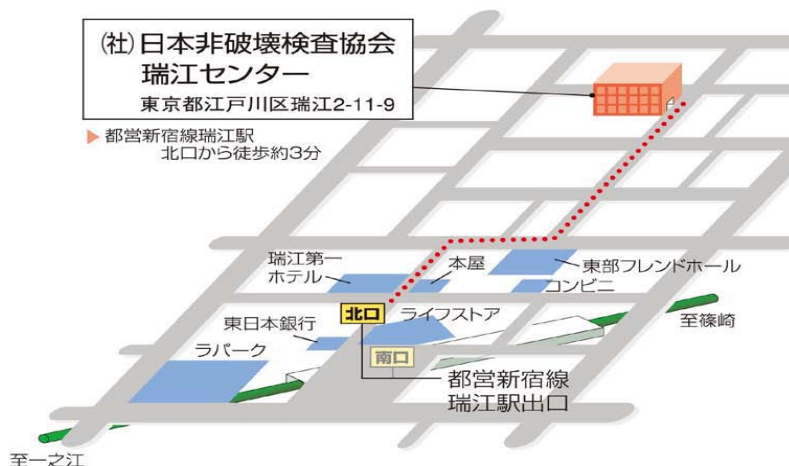 (社)日本非破壊検査協会
瑞江センター
東京都江戸川区瑞江2-11-9
▶ 都営新宿線瑞江駅
北口から徒歩約3分
瑞江第一
ホテル
本屋
東部フレンドホール
コンビニ
北口
ライフストア
東日本銀行
至篠崎
ラパーク
南口
都営新宿線
瑞江駅出口
至一之江